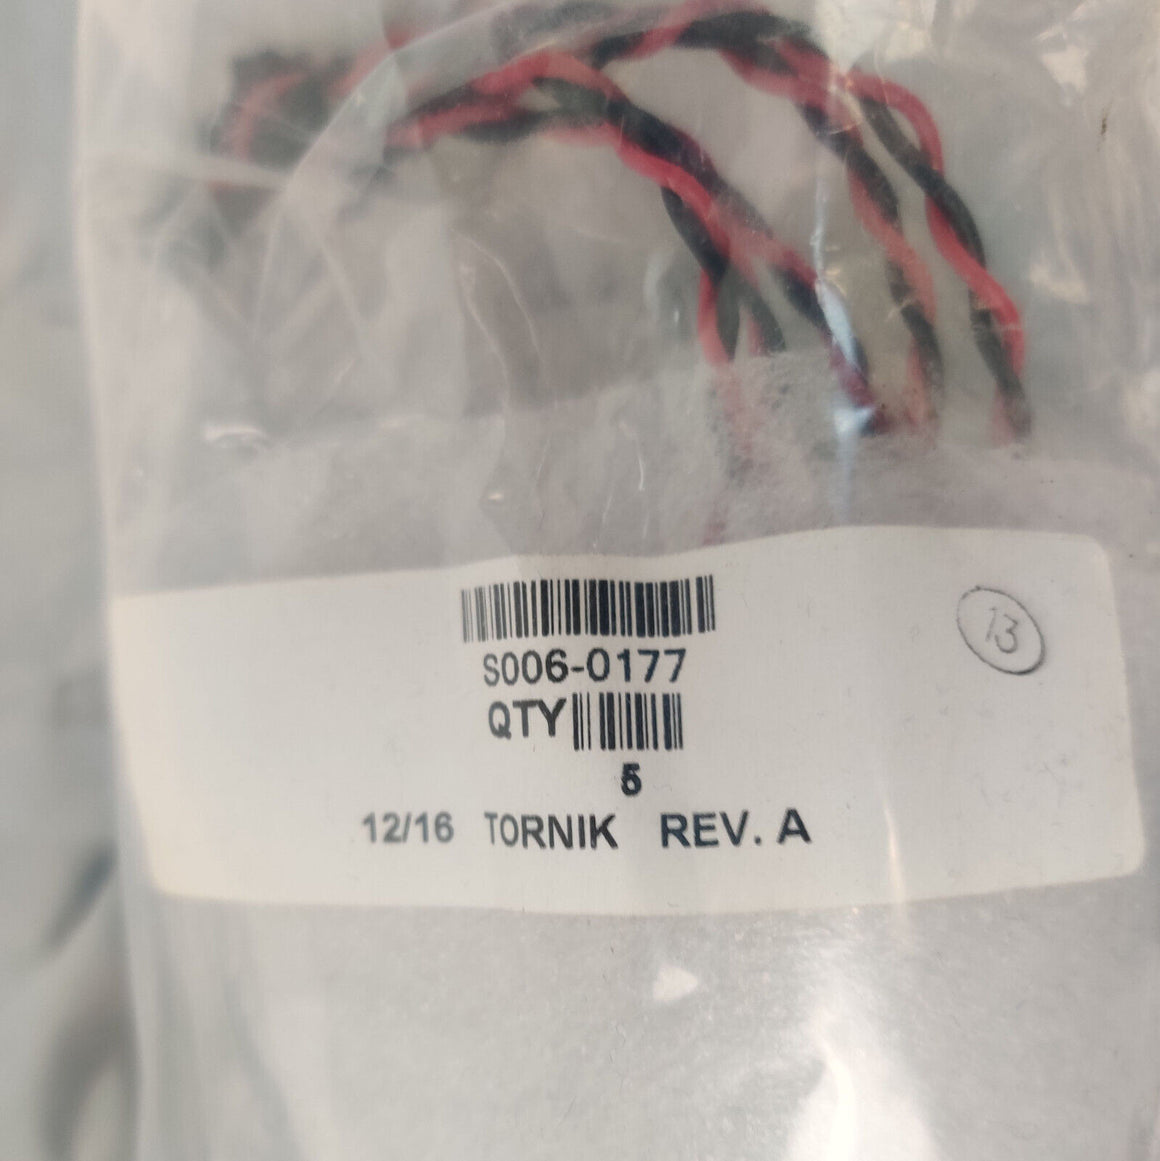 13
S006-0177
QTY
5
12/16 TORNIK REV. A